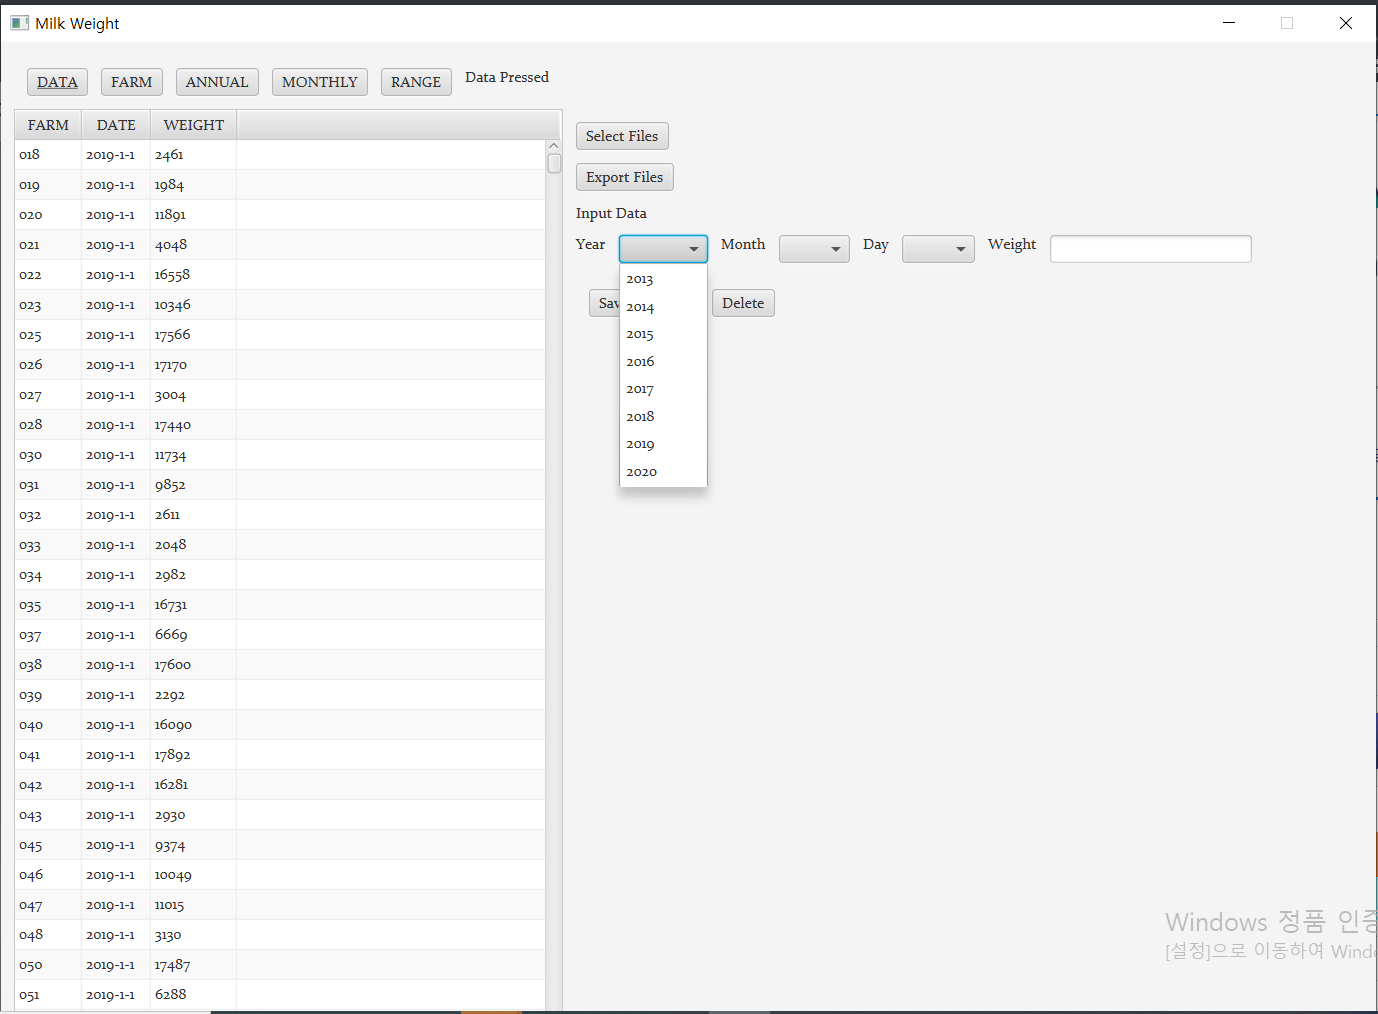 Milk Weight
DATA FARM ANNUAL MONTHLY RANGE Data Pressed
FARM DATE WEIGHT
018 2019-1-1 2461
019 2019-1-1 1984
020 2019-1-1 11891
021 2019-1-1 4048
022 2019-1-1 16558
023 2019-1-1 10346
025 2019-1-1 17566
026 2019-1-1 17170
027 2019-1-1 3004
028 2019-1-1 17440
030 2019-1-1 11734
031 2019-1-1 9852
032 2019-1-1 2611
033 2019-1-1 2048
034 2019-1-1 2982
035 2019-1-1 16731
037 2019-1-1 6669
038 2019-1-1 17600
039 2019-1-1 2292
040 2019-1-1 16090
041 2019-1-1 17892
042 2019-1-1 16281
043 2019-1-1 2930
045 2019-1-1 9374
046 2019-1-1 10049
047 2019-1-1 11015
048 2019-1-1 3130
050 2019-1-1 17487
051 2019-1-1 6288
Select Files
Export Files
Input Data
Year Month Day Weight
2013
2014
2015
2016
2017
2018
2019
2020
Sav Delete
Windows 정품 인증
[설정]으로 이동하여 Wind